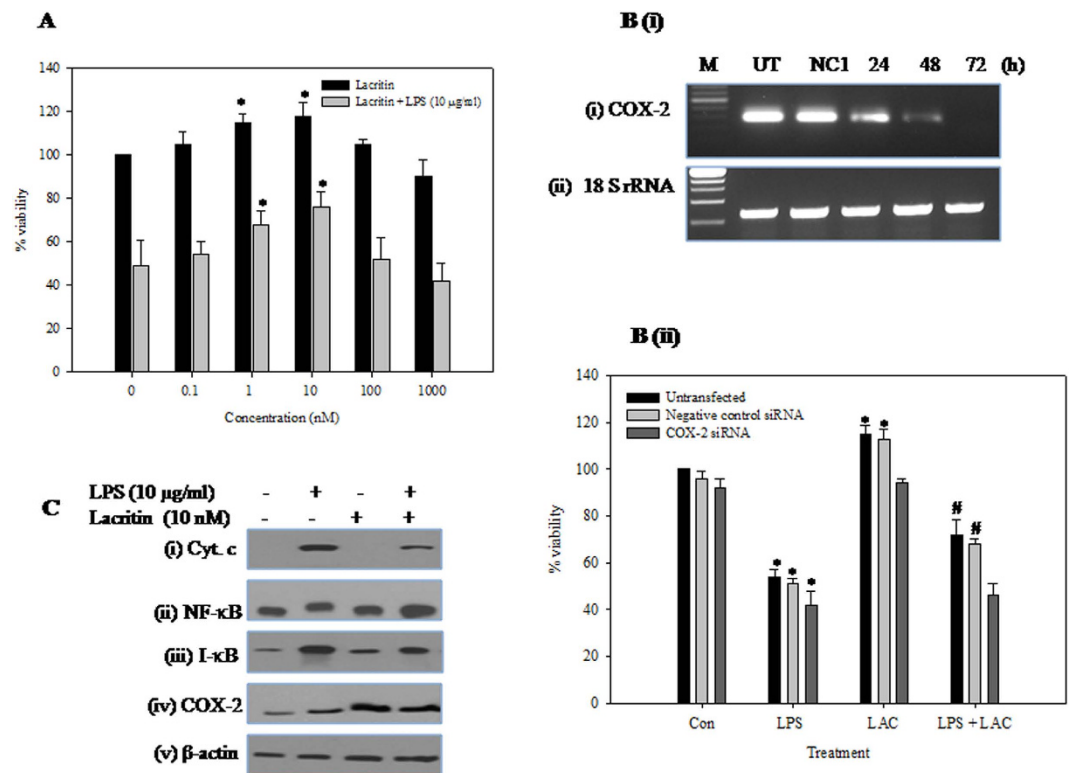 A
140
120
100
80
60
40
20
0
% viability
Lacritin
Lacritin + LPS (10 µg/ml)
* * * *
0 0.1 1 10 100 1000
Concentration (nM)
B (i)
M UT NC1 24 48 72 (h)
(i) COX-2
(ii) 18 SrRNA
B (ii)
140
120
100
80
60
40
20
0
% viability
Untransfected
Negative control siRNA
COX-2 siRNA
* * * * * # #
Con LPS LAC LPS + LAC
Treatment
C
LPS (10 µg/ml) - + - +
Lacritin (10 nM) - - + +
(i) Cyt. c
(ii) NF-κB
(iii) I-κB
(iv) COX-2
(v) β-actin